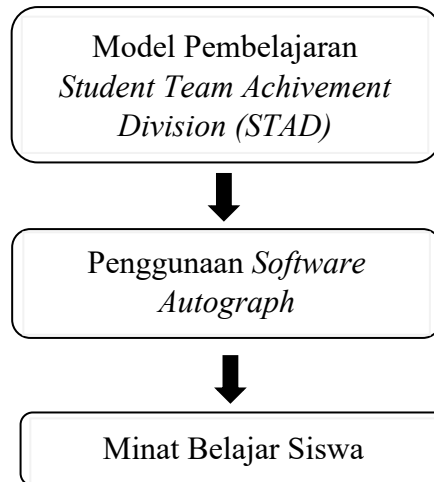 Model Pembelajaran
Student Team Achivement
Division (STAD)
Penggunaan Software
Autograph
Minat Belajar Siswa